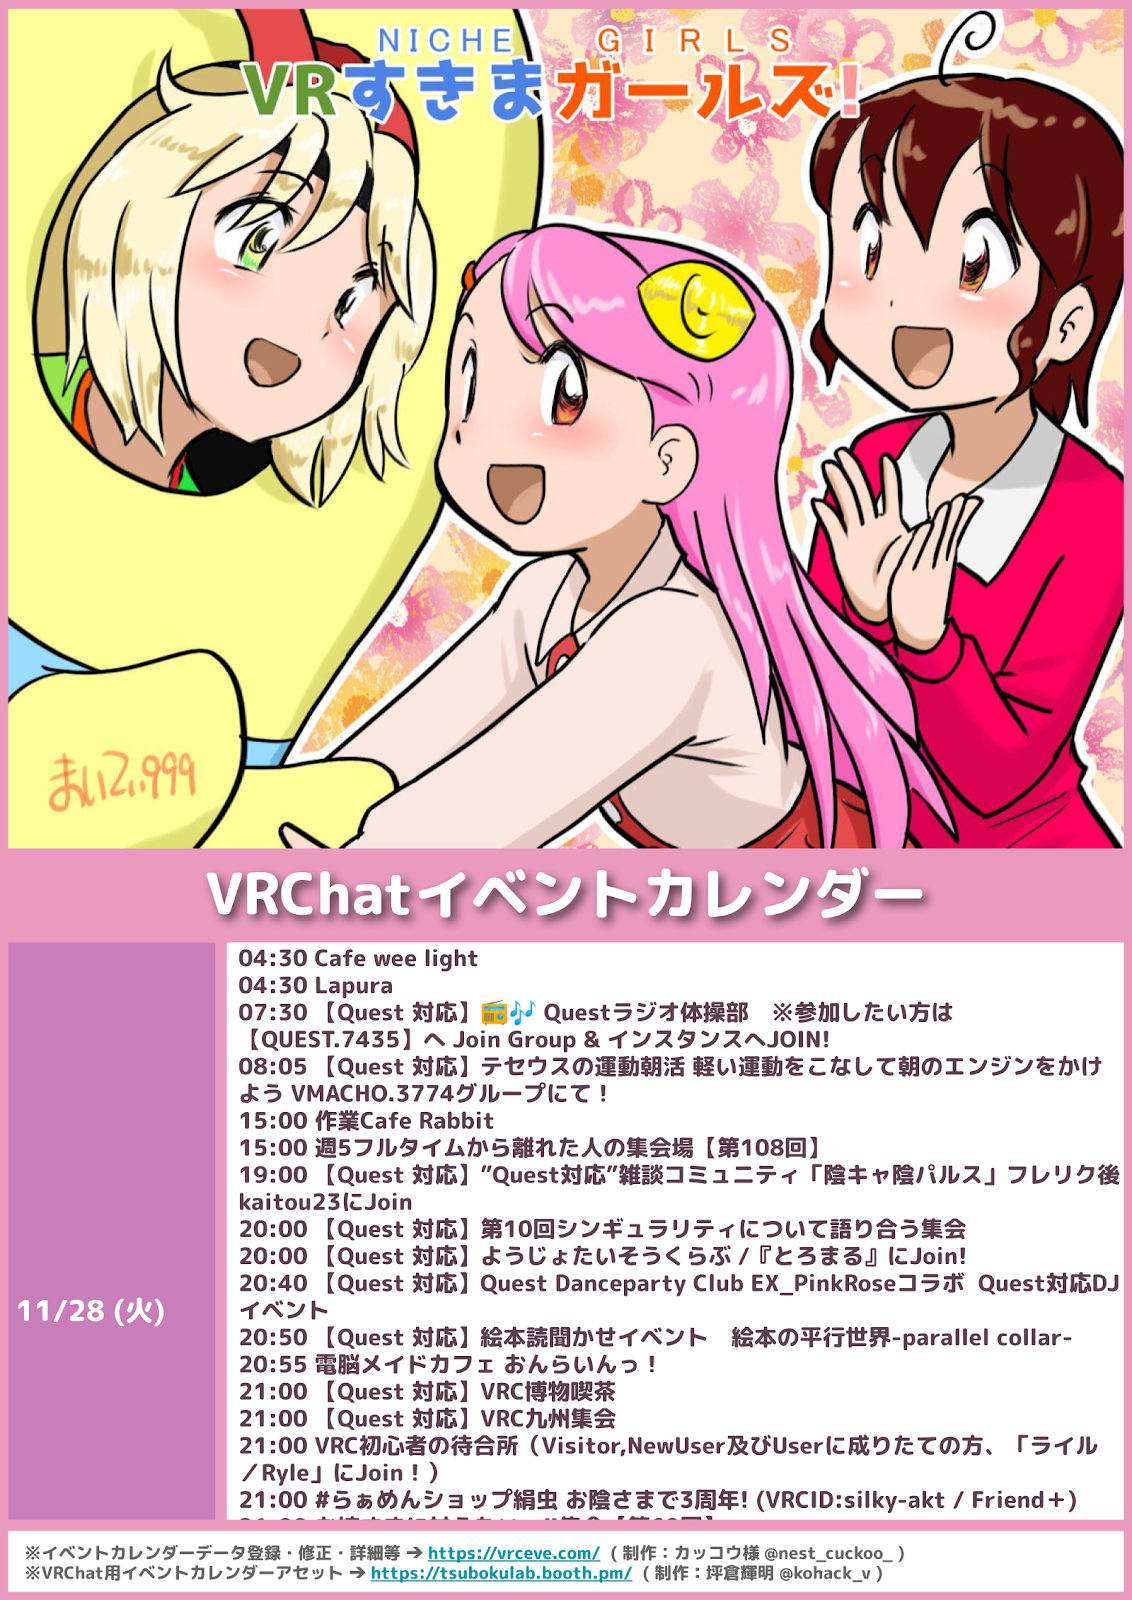 NICHE GIRLS
VRすきまガールズ!
まいてい999
VRChatイベントカレンダー
11/28 (火)
04:30 Cafe wee light
04:30 Lapura
07:30 【Quest 対応】📻🎶 Questラジオ体操部　※参加したい方は
【QUEST.7435】へ Join Group & インスタンスへJOIN!
08:05 【Quest 対応】テセウスの運動朝活 軽い運動をこなして朝のエンジンをかけ
よう VMACHO.3774グループにて！
15:00 作業Cafe Rabbit
15:00 週5フルタイムから離れた人の集会場【第108回】
19:00 【Quest 対応】”Quest対応”雑談コミュニティ「陰キャ陰パルス」フレリク後
kaitou23にJoin
20:00 【Quest 対応】第10回シンギュラリティについて語り合う集会
20:00 【Quest 対応】ようじょたいそうくらぶ /『とろまる』にJoin!
20:40 【Quest 対応】Quest Danceparty Club EX_PinkRoseコラボ Quest対応DJ
イベント
20:50 【Quest 対応】絵本読聞かせイベント　絵本の平行世界-parallel collar-
20:55 電脳メイドカフェ おんらいんっ！
21:00 【Quest 対応】VRC博物喫茶
21:00 【Quest 対応】VRC九州集会
21:00 VRC初心者の待合所（Visitor,NewUser及びUserに成りたての方、「ライル
／Ryle」にJoin！）
21:00 #らぁめんショップ絹虫 お陰さまで3周年! (VRCID:silky-akt / Friend＋)
※イベントカレンダーデータ登録・修正・詳細等 ➔ https://vrceve.com/ ( 制作：カッコウ様 @nest_cuckoo_ )
※VRChat用イベントカレンダーアセット ➔ https://tsubokulab.booth.pm/ ( 制作：坪倉輝明 @kohack_v )